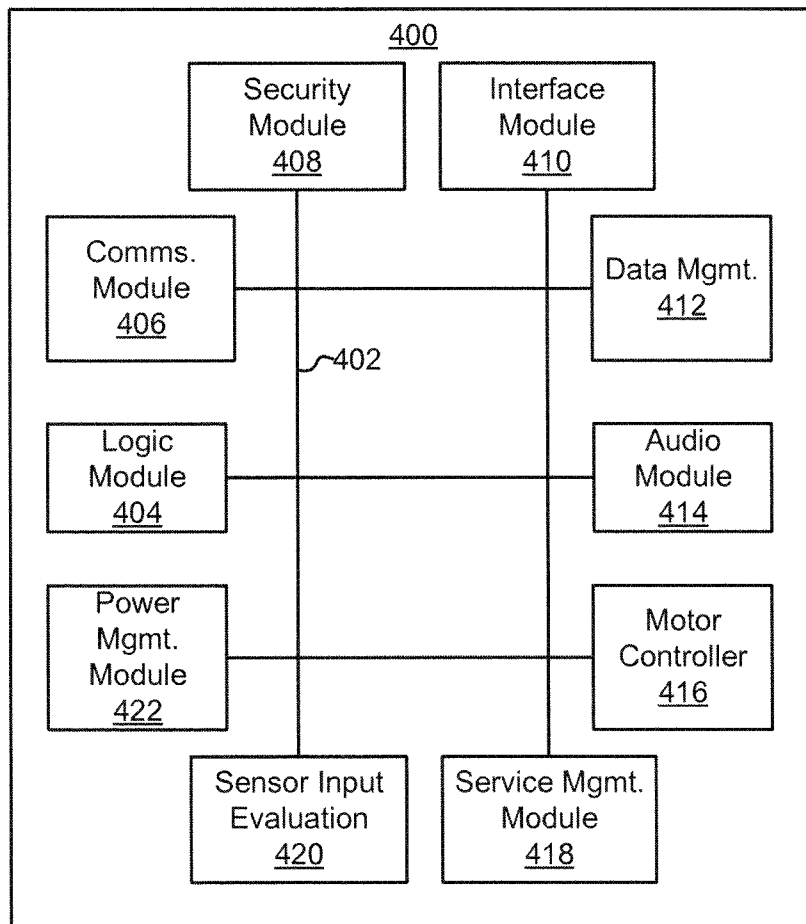 400
Security
Module
408
Interface
Module
410
Comms.
Module
406
Data Mgmt.
412
402
Logic
Module
404
Audio
Module
414
Power
Mgmt.
Module
422
Motor
Controller
416
Sensor Input
Evaluation
420
Service Mgmt.
Module
418